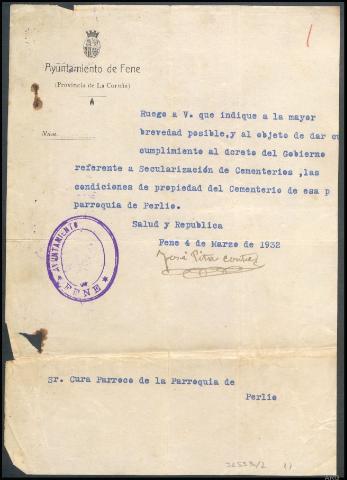 1
Ayuntamiento de Fene
(Provincia de La Coruña)
Núm.
Ruego a V. que indique a la mayor
brevedad posible,y al objeto de dar cu
cumplimiento al dcreto del Gobierno
referente a Secularización de Cementerios ,las
condiciones de propiedad del Cementerio de esa p
parroquia de Perlio.
Salud y Republica
Fene 4 de Marzo de 1932
José
AYUNTAMIENTO
FENE
Sr. Cura Parroco de la Parroquia de
Perlio